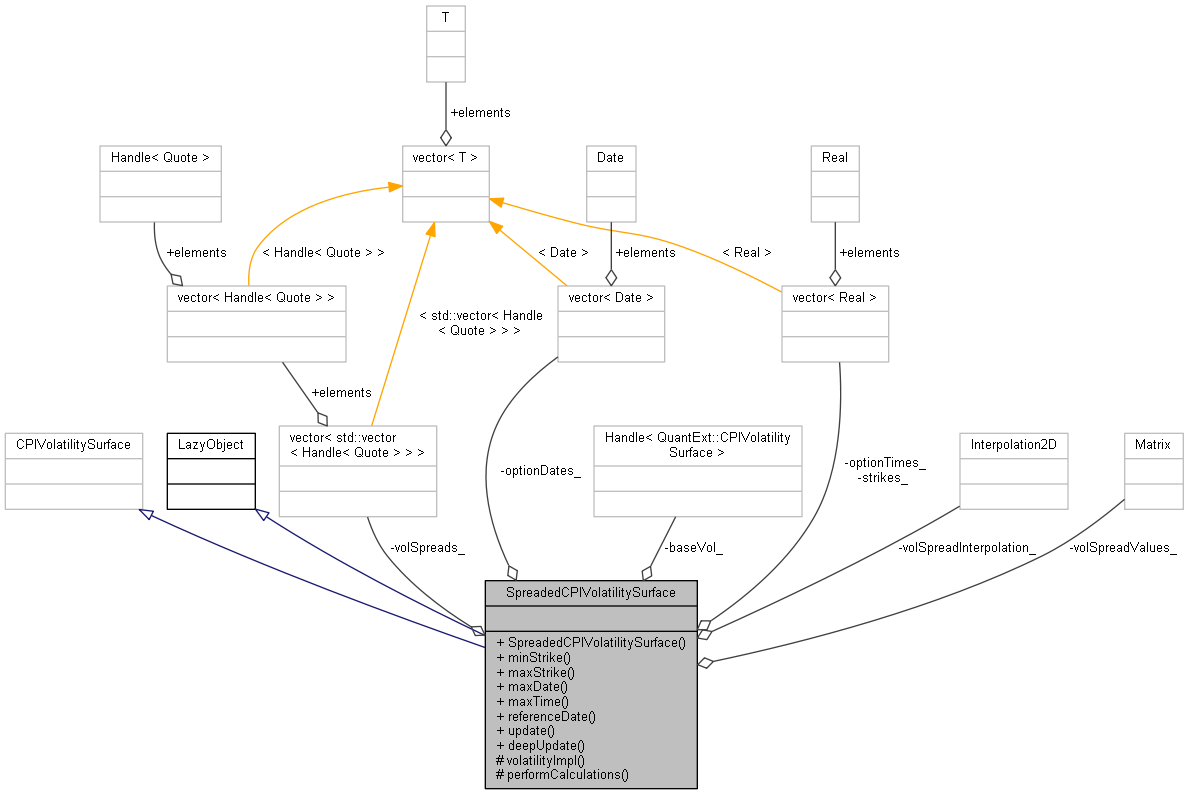 T
+elements
Handle< Quote >
vector< T >
Date
Real
+elements
< Handle< Quote > >
< Date >
+elements
< Real >
+elements
vector< Handle< Quote > >
< std::vector< Handle
< Quote > > >
vector< Date >
vector< Real >
+elements
CPIVolatilitySurface
LazyObject
vector< std::vector
< Handle< Quote > > >
-optionDates_
Handle< QuantExt::CPIVolatility
Surface >
-optionTimes_
-strikes_
Interpolation2D
Matrix
-volSpreads_
-baseVol_
-volSpreadInterpolation_
-volSpreadValues_
SpreadedCPIVolatilitySurface
+ SpreadedCPIVolatilitySurface()
+ minStrike()
+ maxStrike()
+ maxDate()
+ maxTime()
+ referenceDate()
+ update()
+ deepUpdate()
# volatilityImpl()
# performCalculations()